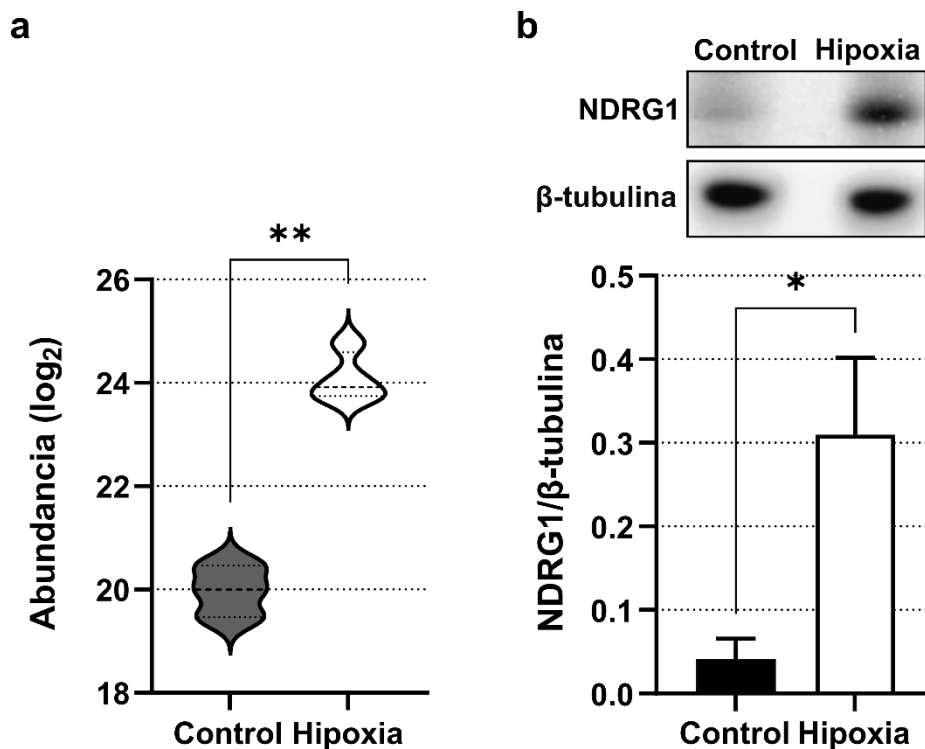 a
**
Abundancia (log₂)
26
24
22
20
18
Control Hipoxia
b
Control Hipoxia
NDRG1
β-tubulina
*
NDRG1/β-tubulina
0.5
0.4
0.3
0.2
0.1
0.0
Control Hipoxia